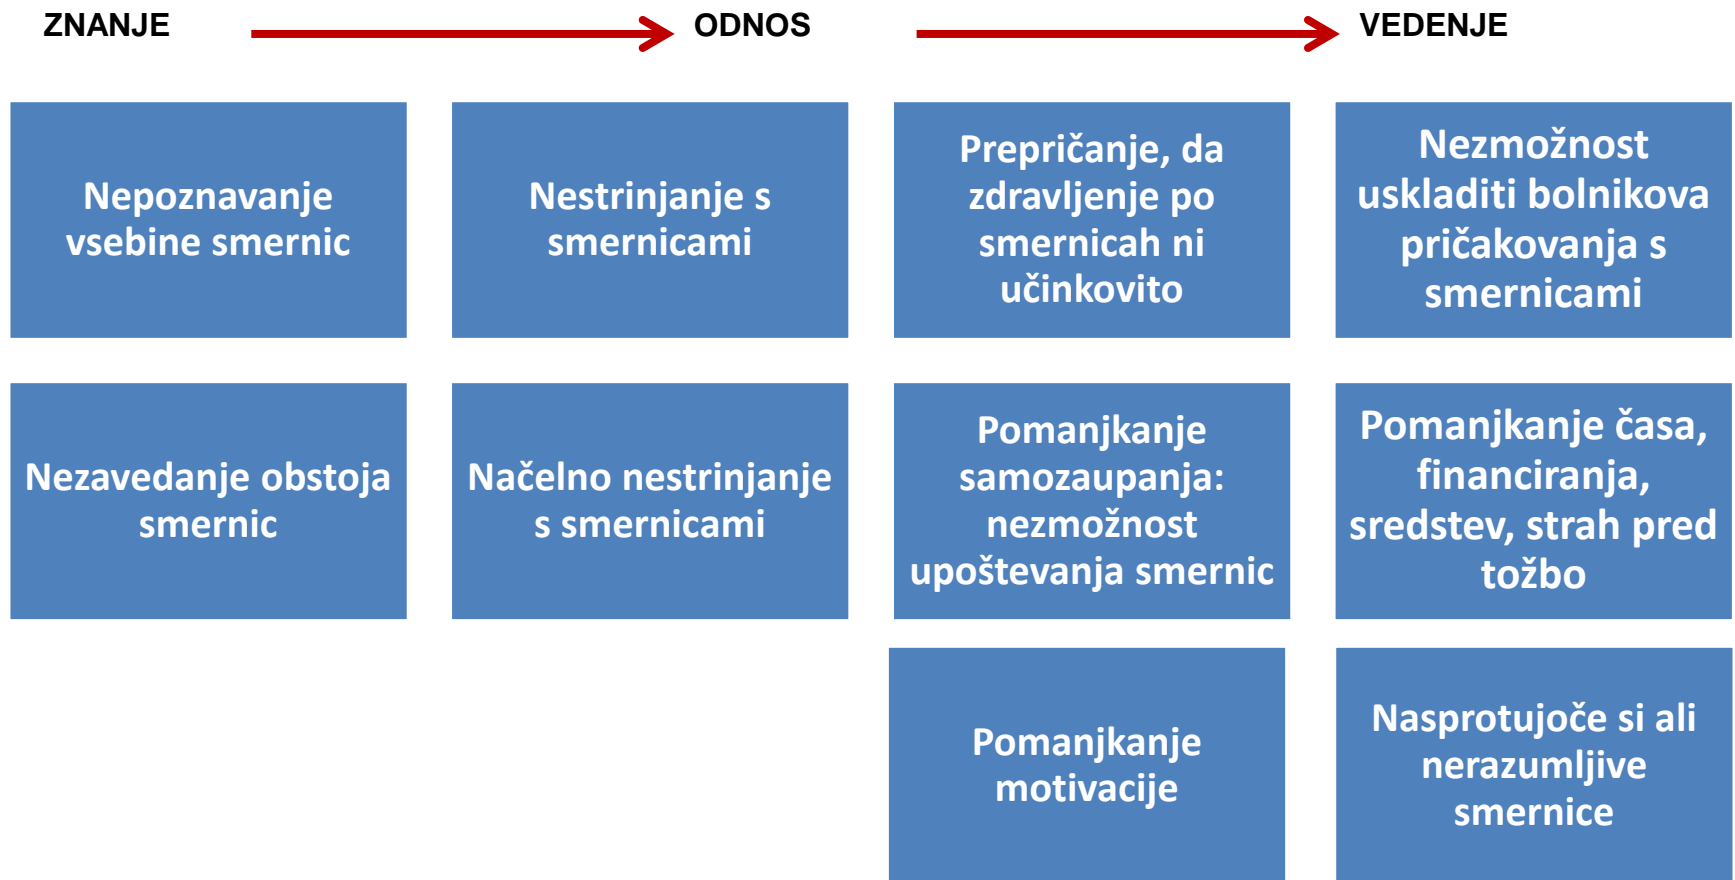 ZNANJE
ODNOS
VEDENJE
Nepoznavanje
vsebine smernic
Nestrinjanje s
smernicami
Prepričanje, da
zdravljenje po
smernicah ni
učinkovito
Nezmožnost
uskladiti bolnikova
pričakovanja s
smernicami
Nezavedanje obstoja
smernic
Načelno nestrinjanje
s smernicami
Pomanjkanje
samozaupanja:
nezmožnost
upoštevanja smernic
Pomanjkanje časa,
financiranja,
sredstev, strah pred
tožbo
Pomanjkanje
motivacije
Nasprotujoče si ali
nerazumljive
smernice